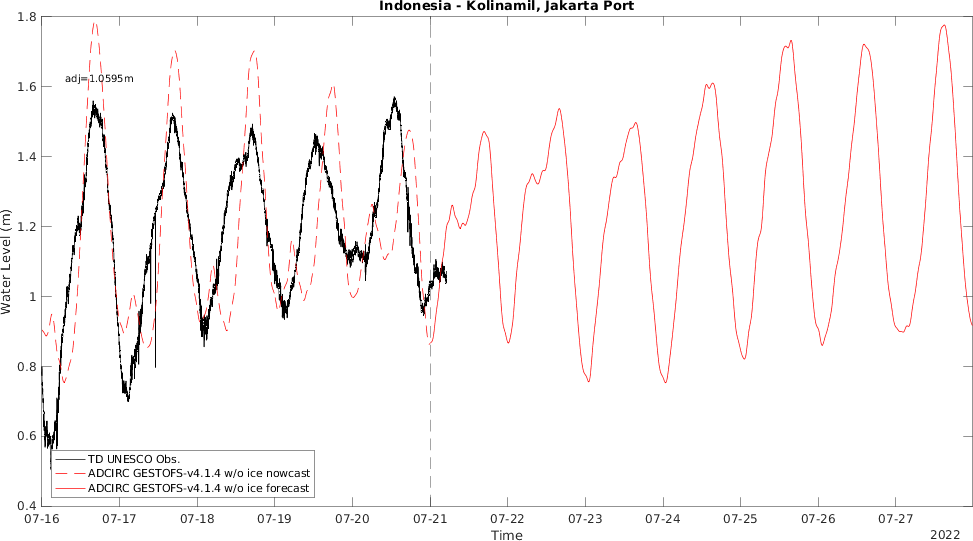 Indonesia - Kolinamil, Jakarta Port
1.8
1.6
1.4
1.2
1
0.8
0.6
0.4
Water Level (m)
adj=1.0595m
TD UNESCO Obs.
ADCIRC GESTOFS-v4.1.4 w/o ice nowcast
ADCIRC GESTOFS-v4.1.4 w/o ice forecast
07-16 07-17 07-18 07-19 07-20 07-21 07-22 07-23 07-24 07-25 07-26 07-27
Time
2022